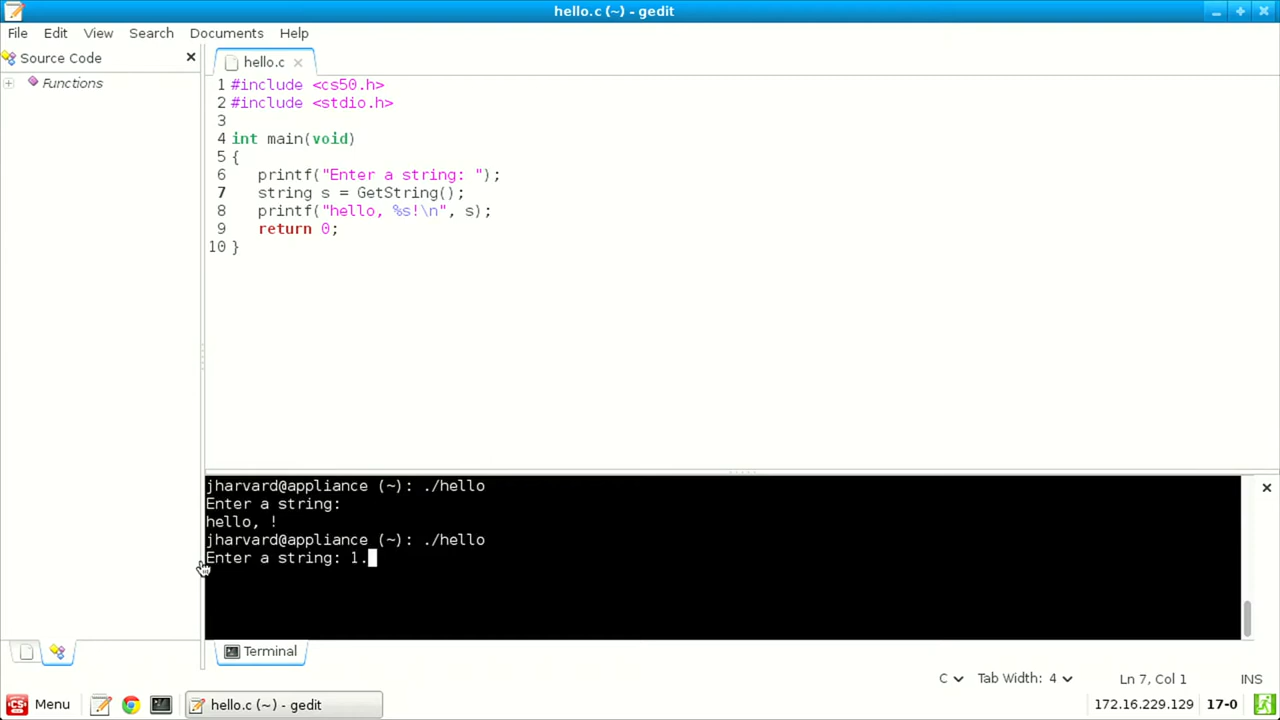 hello.c (~) - gedit
File Edit View Search Documents Help
Source Code
hello.c
Functions
1 #include <cs50.h>
2 #include <stdio.h>
3
4 int main(void)
5 {
6 printf("Enter a string: ");
7 string s = GetString();
8 printf("hello, %s!\n", s);
9 return 0;
10 }
jharvard@appliance (~): ./hello
Enter a string:
hello, !
jharvard@appliance (~): ./hello
Enter a string: 1.
Terminal
C Tab Width: 4 Ln 7, Col 1 INS
CS50 Menu hello.c (~) - gedit 172.16.229.129 17-0